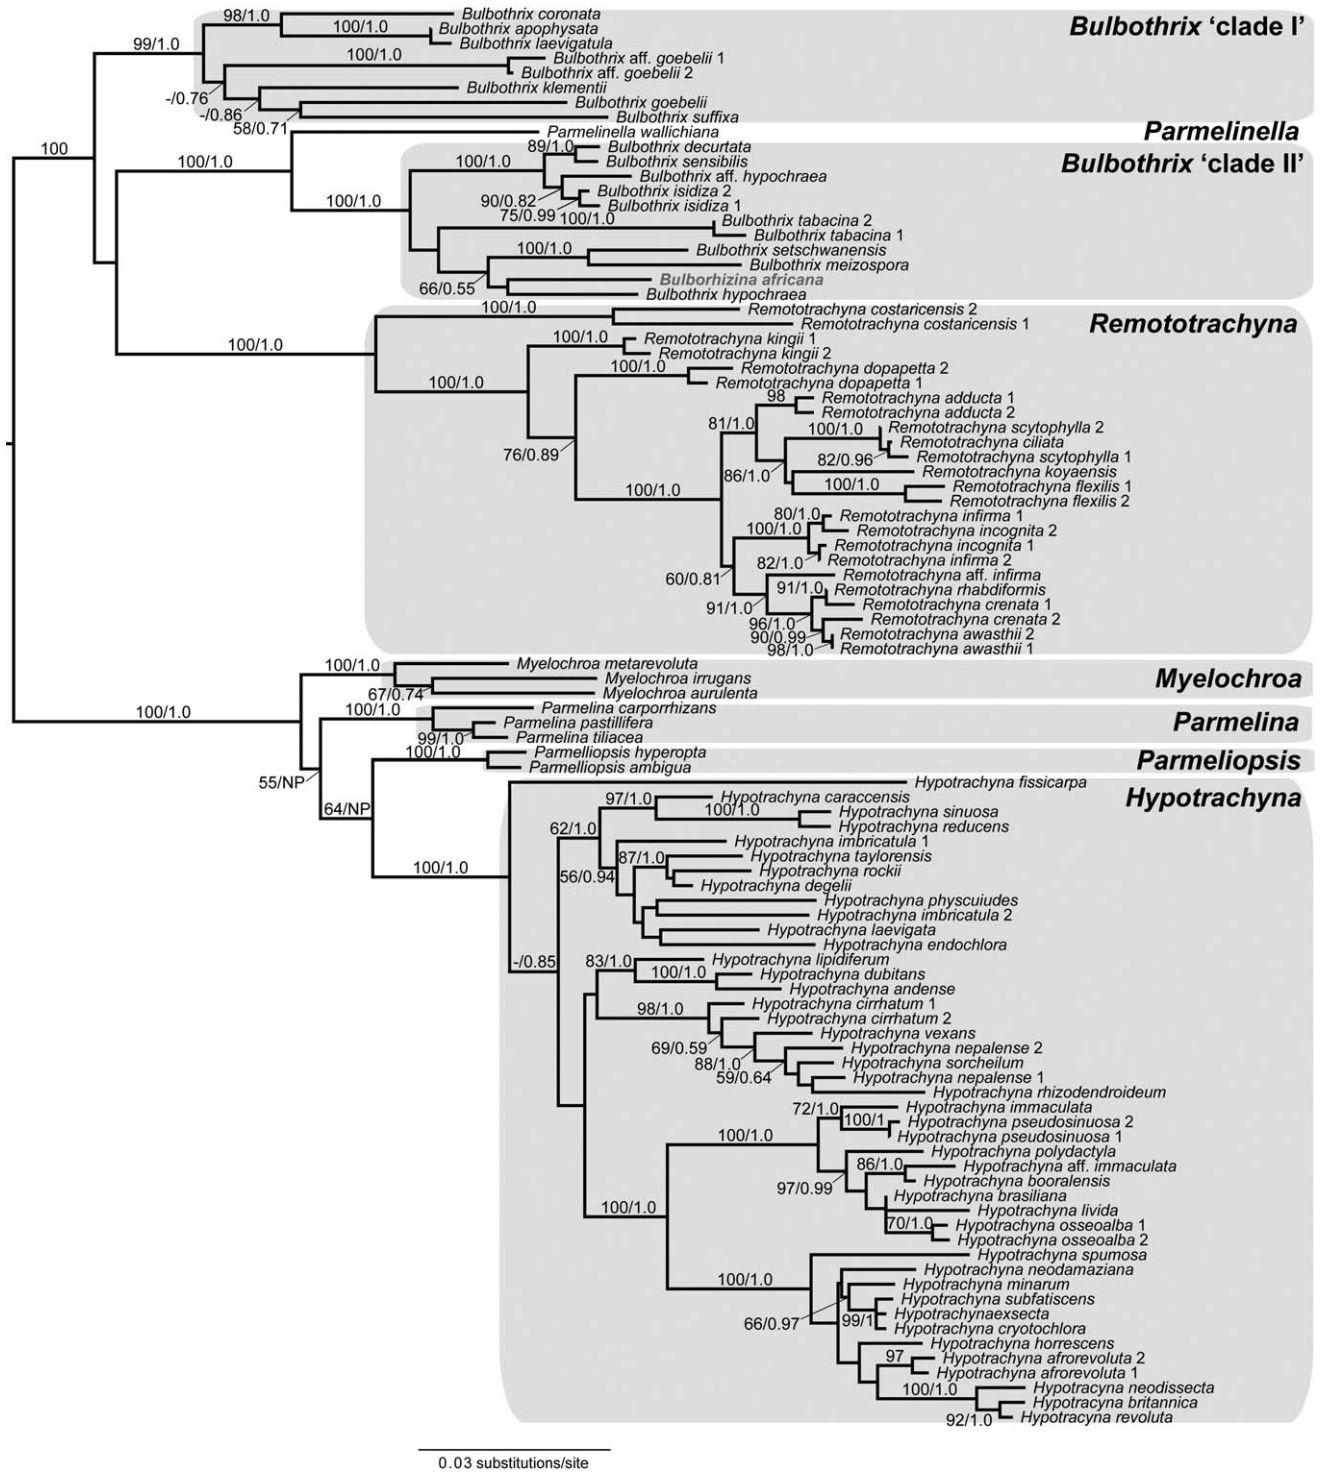 98/1.0
Bulbothrix coronata
Bulbothrix 'clade I'
100/1.0
Bulbothrix apophysata
99/1.0
Bulbothrix laevigatula
100/1.0
Bulbothrix aff. goebelii 1
Bulbothrix aff. goebelii 2
-/0.76
Bulbothrix klementii
-/0.86
Bulbothrix goebelii
58/0.71
Bulbothrix suffixa
Parmelinella wallichiana
Parmelinella
100
89/1.0
Bulbothrix decurtata
100/1.0
100/1.0
Bulbothrix sensibilis
Bulbothrix 'clade II'
Bulbothrix aff. hypochraea
90/0.82
Bulbothrix isidiza 2
100/1.0
75/0.99
Bulbothrix isidiza 1
100/1.0
Bulbothrix tabacina 2
Bulbothrix tabacina 1
100/1.0
Bulbothrix setschwanensis
Bulbothrix meizospora
66/0.55
Bulborhizina africana
Bulbothrix hypochraea
100/1.0
Remototrachyna costaricensis 2
Remototrachyna costaricensis 1
Remototrachyna
100/1.0
100/1.0
Remototrachyna kingii 1
Remototrachyna kingii 2
100/1.0
100/1.0
Remototrachyna dopapetta 2
Remototrachyna dopapetta 1
98
Remototrachyna adducta 1
Remototrachyna adducta 2
81/1.0
100/1.0
Remototrachyna scytophylla 2
Remototrachyna ciliata
76/0.89
82/0.96
Remototrachyna scytophylla 1
86/1.0
Remototrachyna koyaensis
100/1.0
100/1.0
Remototrachyna flexilis 1
Remototrachyna flexilis 2
80/1.0
Remototrachyna infirma 1
100/1.0
Remototrachyna incognita 2
Remototrachyna incognita 1
82/1.0
Remototrachyna infirma 2
60/0.81
Remototrachyna aff. infirma
91/1.0
Remototrachyna rhabdiformis
91/1.0
Remototrachyna crenata 1
96/1.0
Remototrachyna crenata 2
90/0.99
Remototrachyna awasthii 2
98/1.0
Remototrachyna awasthii 1
100/1.0
Myelochroa metarevoluta
Myelochroa irrugans
Myelochroa
67/0.74
Myelochroa aurulenta
100/1.0
100/1.0
Parmelina carporrhizans
Parmelina pastillifera
Parmelina
99/1.0
Parmelina tiliacea
100/1.0
Parmelliopsis hyperopta
Parmelliopsis ambigua
Parmeliopsis
55/NP
Hypotrachyna fissicarpa
97/1.0
Hypotrachyna caraccensis
Hypotrachyna
64/NP
100/1.0
Hypotrachyna sinuosa
Hypotrachyna reducens
62/1.0
Hypotrachyna imbricatula 1
87/1.0
Hypotrachyna taylorensis
100/1.0
56/0.94
Hypotrachyna rockii
Hypotrachyna degelii
Hypotrachyna physcuiudes
Hypotrachyna imbricatula 2
Hypotrachyna laevigata
Hypotrachyna endochlora
-/0.85
83/1.0
Hypotrachyna lipidiferum
100/1.0
Hypotrachyna dubitans
Hypotrachyna andense
98/1.0
Hypotrachyna cirrhatum 1
Hypotrachyna cirrhatum 2
Hypotrachyna vexans
69/0.59
Hypotrachyna nepalense 2
88/1.0
Hypotrachyna sorcheilum
59/0.64
Hypotrachyna nepalense 1
Hypotrachyna rhizodendroideum
72/1.0
Hypotrachyna immaculata
100/1
Hypotrachyna pseudosinuosa 2
100/1.0
Hypotrachyna pseudosinuosa 1
Hypotrachyna polydactyla
86/1.0
Hypotrachyna aff. immaculata
97/0.99
Hypotrachyna booralensis
Hypotrachyna brasiliana
100/1.0
Hypotrachyna livida
70/1.0
Hypotrachyna osseoalba 1
Hypotrachyna osseoalba 2
Hypotrachyna spumosa
100/1.0
Hypotrachyna neodamaziana
Hypotrachyna minarum
Hypotrachyna subfatiscens
66/0.97
99/1
Hypotrachynaexsecta
Hypotrachyna cryotochlora
Hypotrachyna horrescens
97
Hypotrachyna afrorevoluta 2
Hypotrachyna afrorevoluta 1
100/1.0
Hypotracyna neodissecta
Hypotracyna britannica
92/1.0
Hypotracyna revoluta
0.03 substitutions/site